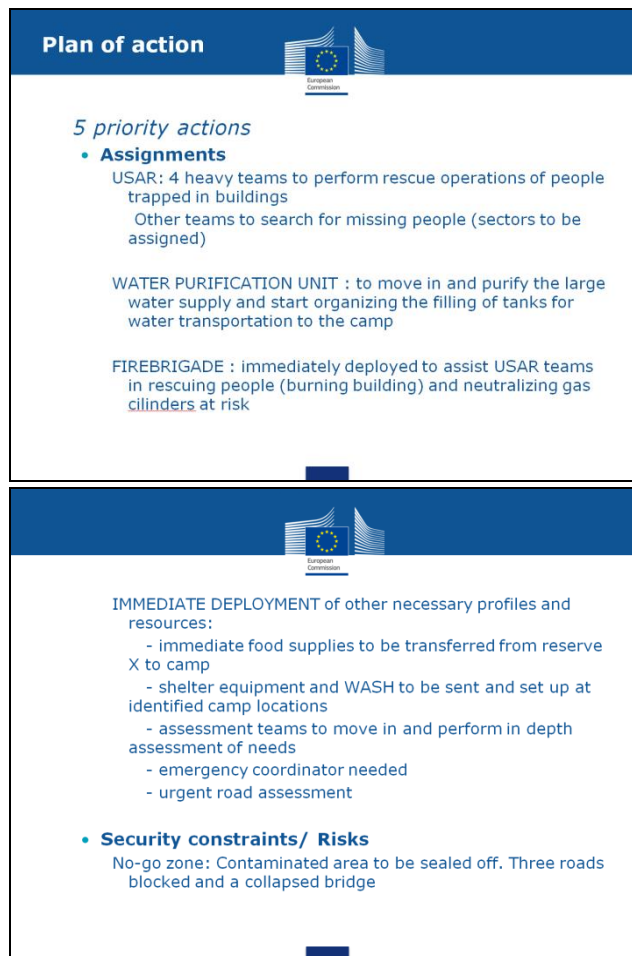 Plan of action
European
Commission
5 priority actions
• Assignments
USAR: 4 heavy teams to perform rescue operations of people
trapped in buildings
Other teams to search for missing people (sectors to be
assigned)
WATER PURIFICATION UNIT : to move in and purify the large
water supply and start organizing the filling of tanks for
water transportation to the camp
FIREBRIGADE : immediately deployed to assist USAR teams
in rescuing people (burning building) and neutralizing gas
cilinders at risk
European
Commission
IMMEDIATE DEPLOYMENT of other necessary profiles and
resources:
- immediate food supplies to be transferred from reserve
X to camp
- shelter equipment and WASH to be sent and set up at
identified camp locations
- assessment teams to move in and perform in depth
assessment of needs
- emergency coordinator needed
- urgent road assessment
• Security constraints/ Risks
No-go zone: Contaminated area to be sealed off. Three roads
blocked and a collapsed bridge